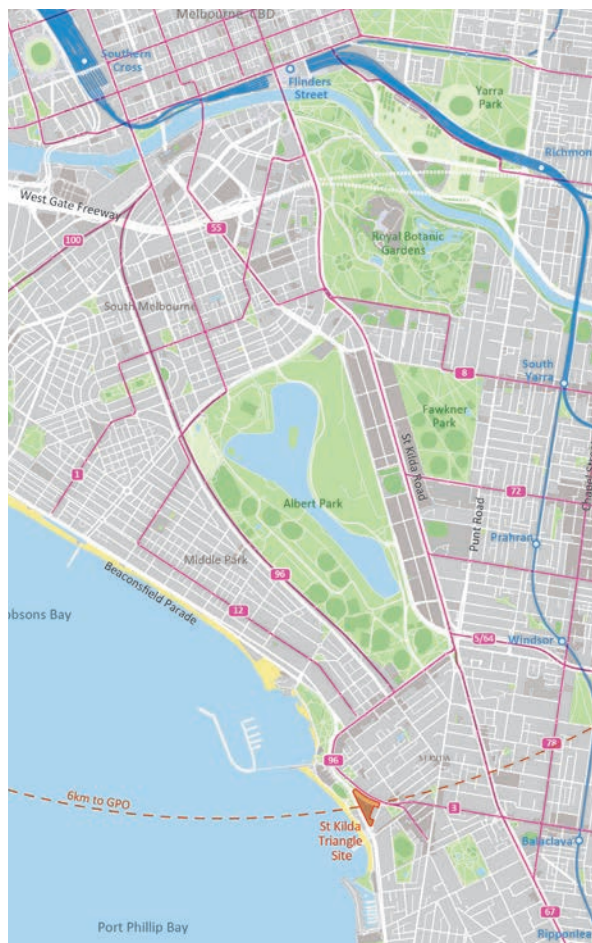 Melbourne CBD
Southern
Cross
Flinders
Street
Yarra
Park
Richmon
West Gate Freeway
55
100
Royal Botanic
Gardens
South Melbourne
8
South
Yarra
Fawkner
Park
St Kilda Road
1
72
Albert Park
Punt Road
Prahran
Middle Park
96
Beaconsfield Parade
12
obsons Bay
5/64
Windsor
79
96
ST KILDA
6km to GPO
3
St Kilda
Triangle
Site
Balaclava
67
Port Phillip Bay
Ripponlea